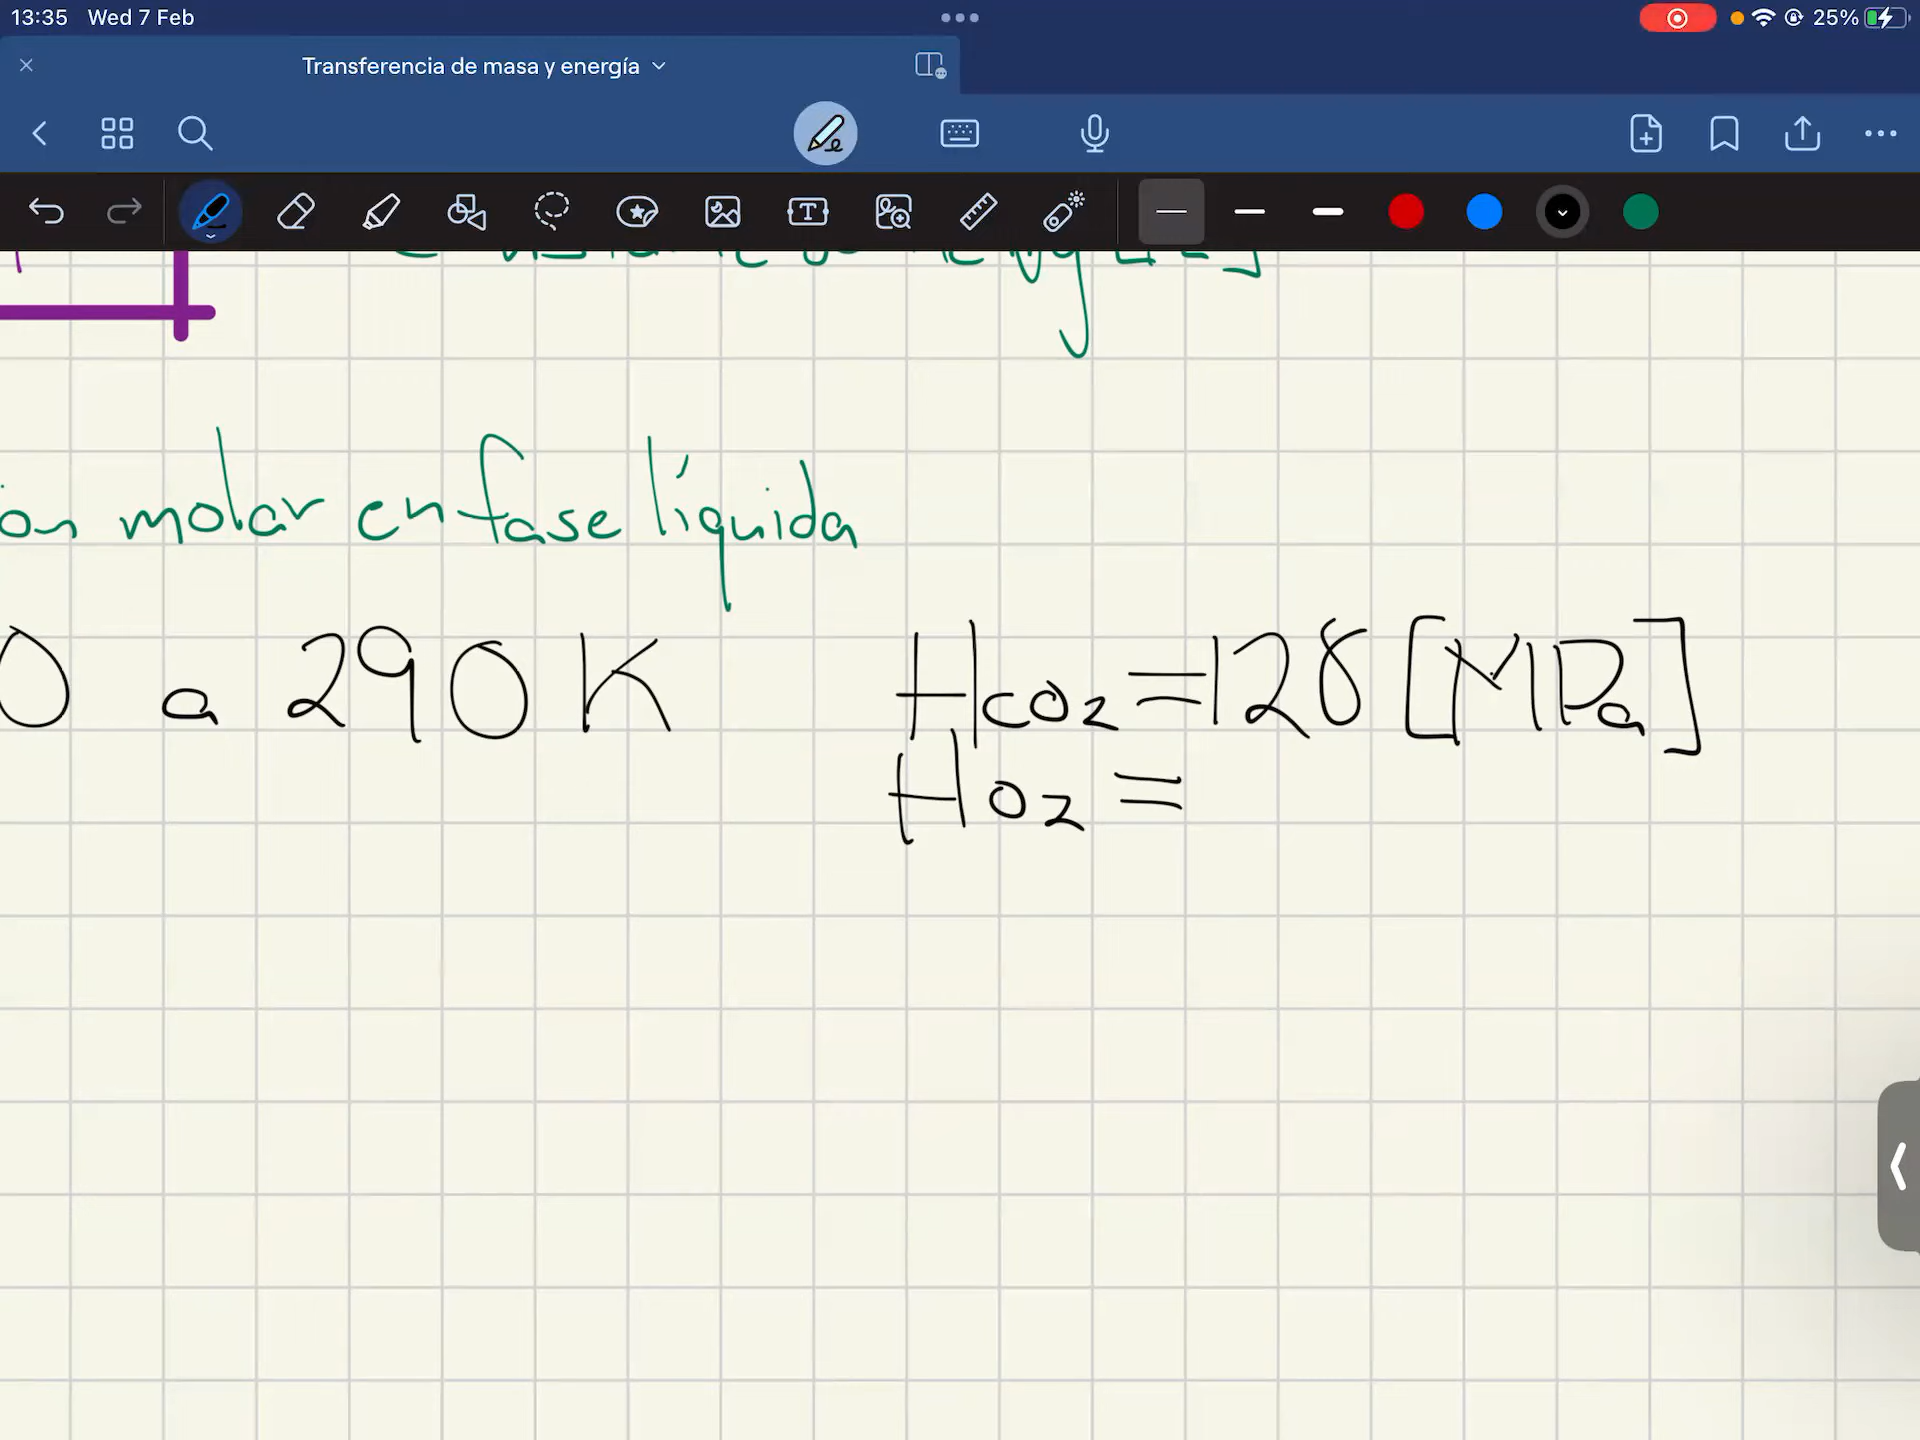 13:35 Wed 7 Feb
25%
Transferencia de masa y energía
on molar en fase líquida
O a 290 K
HCO2 = 128 [MPa]
HO2 =